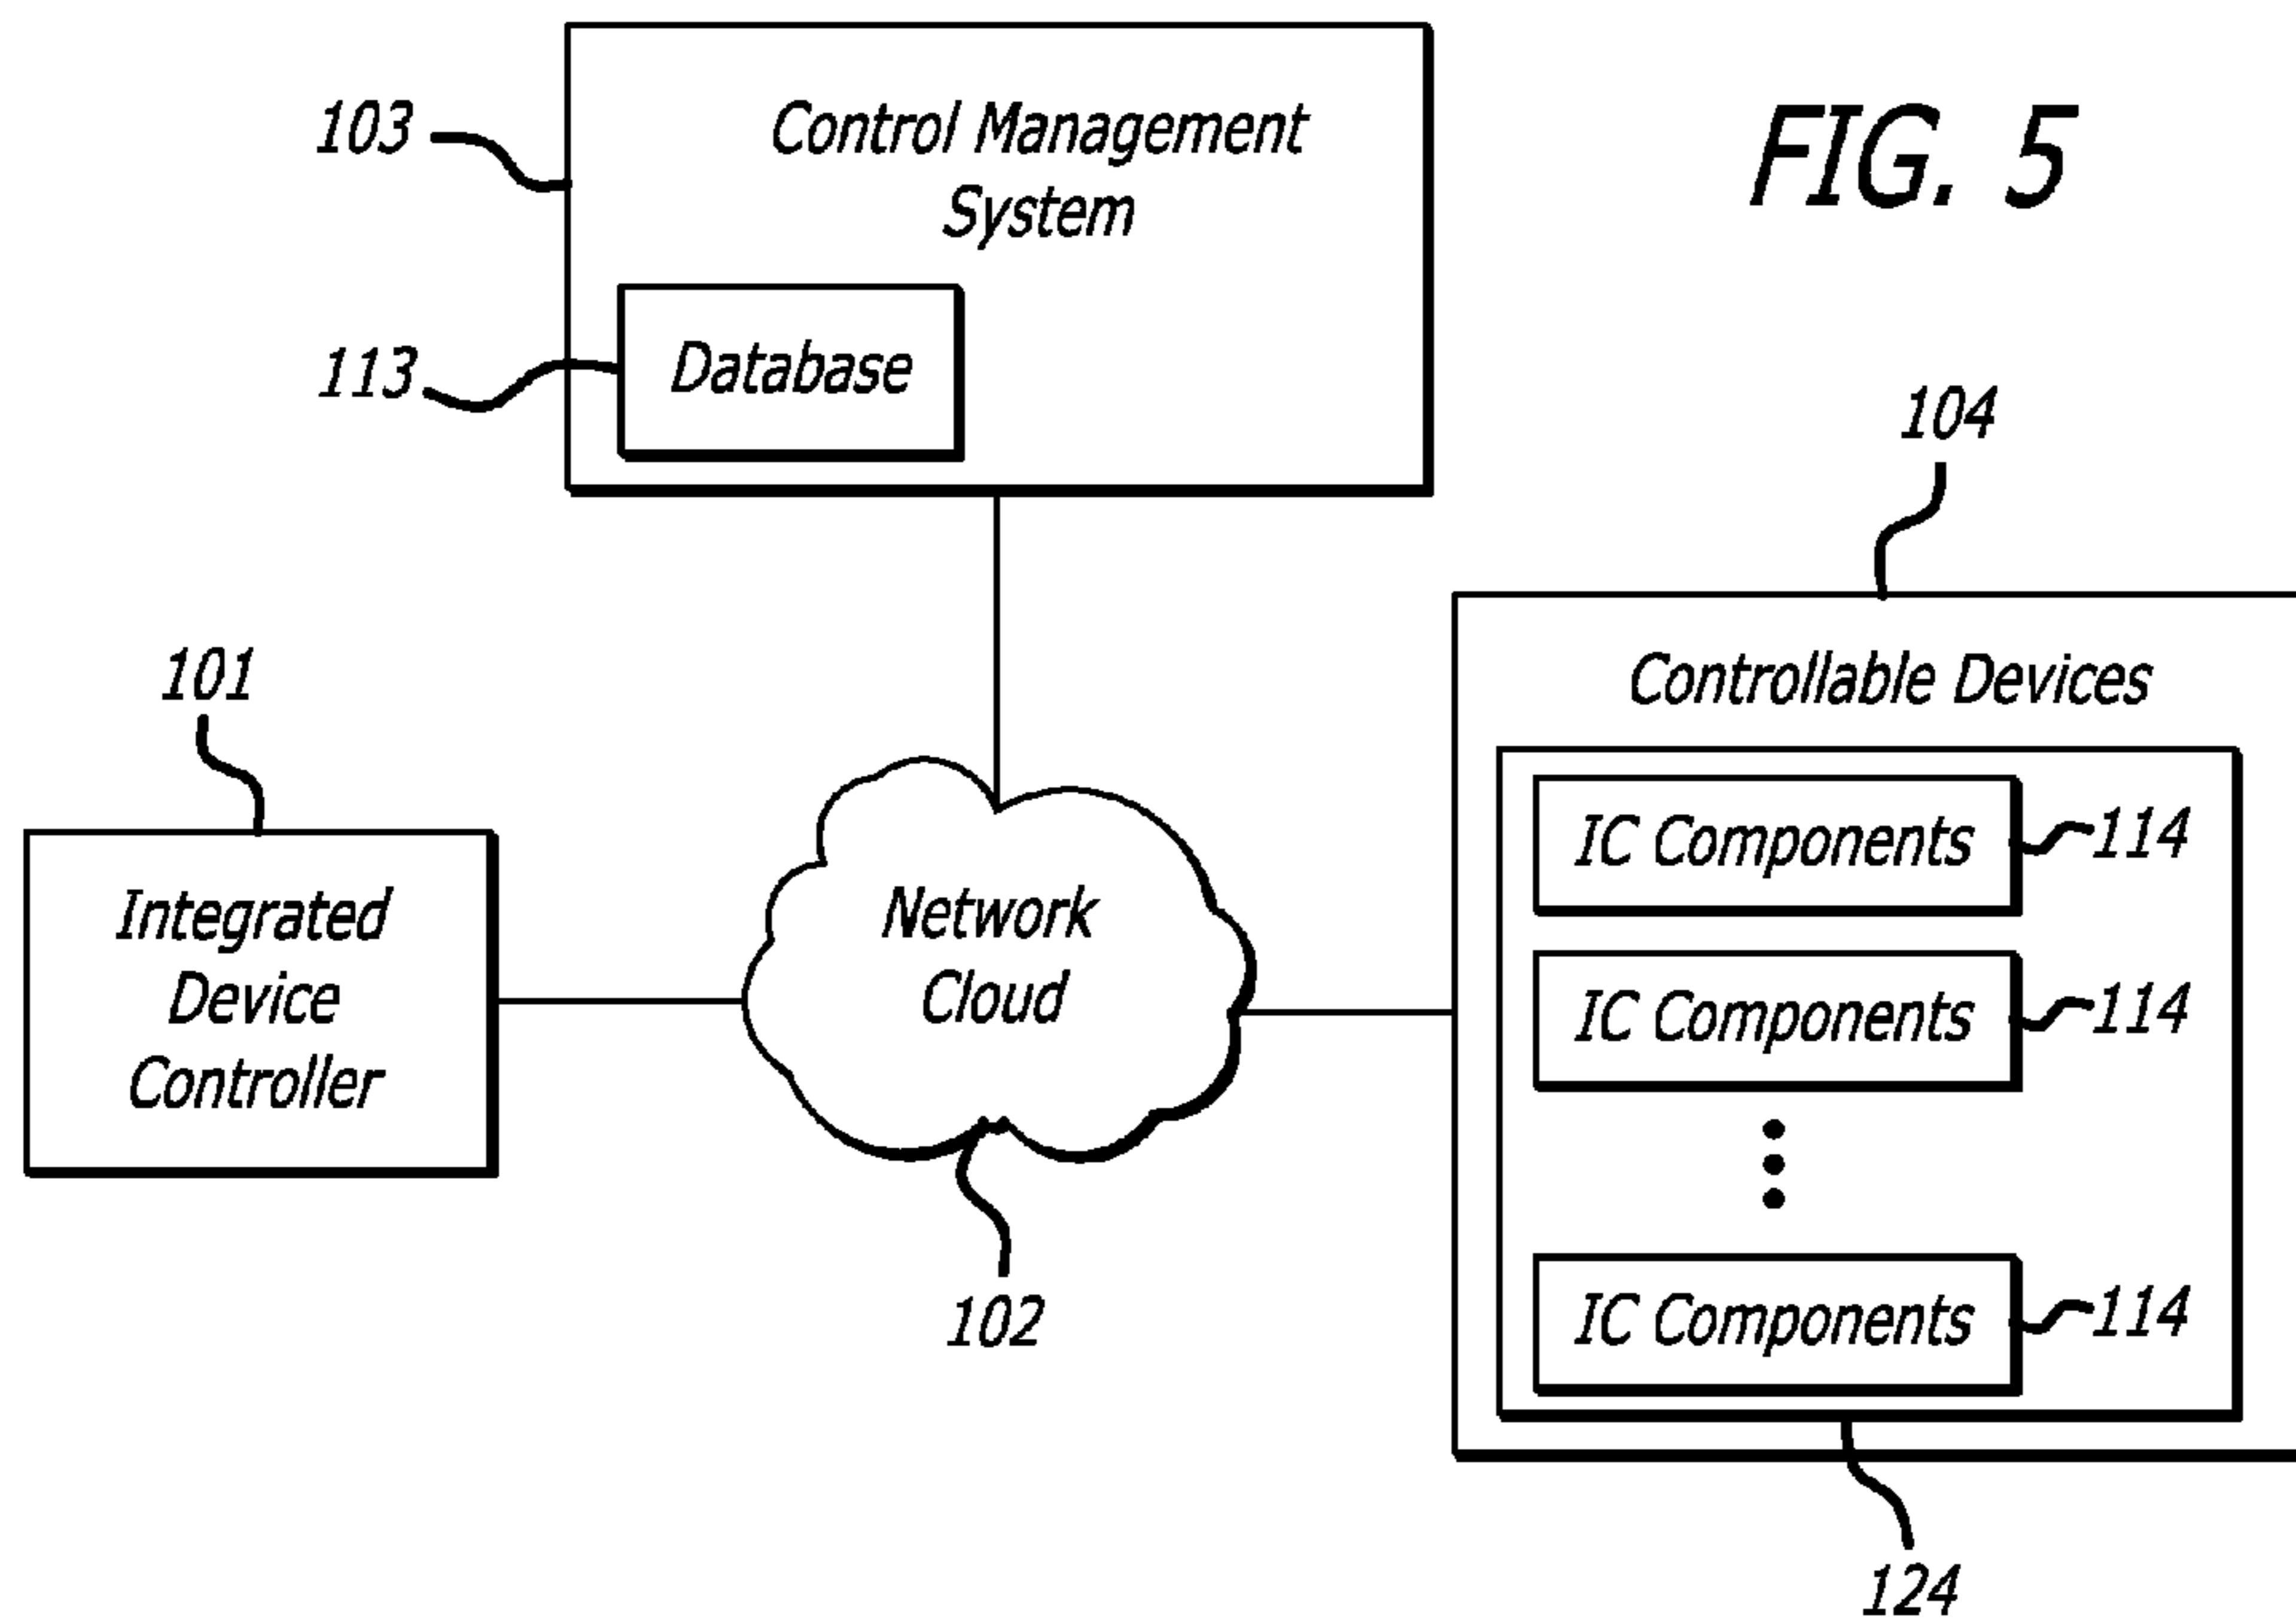 FIG. 5
103
Control Management
System
113
Database
104
101
Controllable Devices
Integrated
Device
Controller
Network
Cloud
102
IC Components
114
IC Components
114
IC Components
114
124